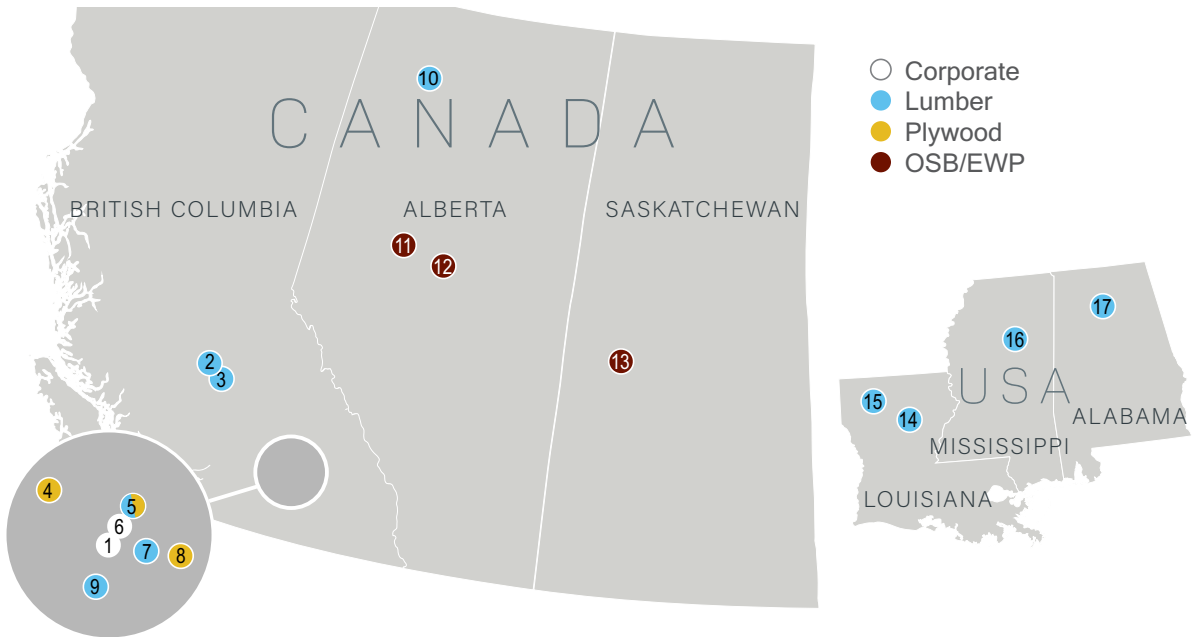 10
Corporate
Lumber
Plywood
OSB/EWP
CANADA
BRITISH COLUMBIA
ALBERTA
SASKATCHEWAN
11
12
2
3
13
4
5
6
1
7
8
9
17
16
15
14
USA
ALABAMA
MISSISSIPPI
LOUISIANA